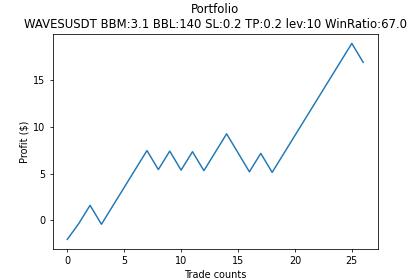 Portfolio
WAVESUSDT BBM:3.1 BBL:140 SL:0.2 TP:0.2 lev:10 WinRatio:67.0
Profit ($)
15
10
5
0
0
5
10
15
20
25
Trade counts